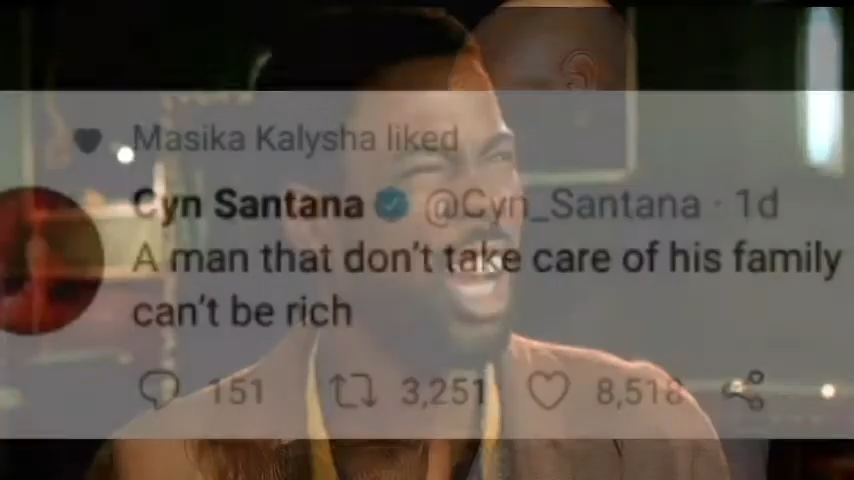 Masika Kalysha liked
Cyn Santana @Cyn_Santana · 1d
A man that don't take care of his family
can't be rich
151 3,251 8,518